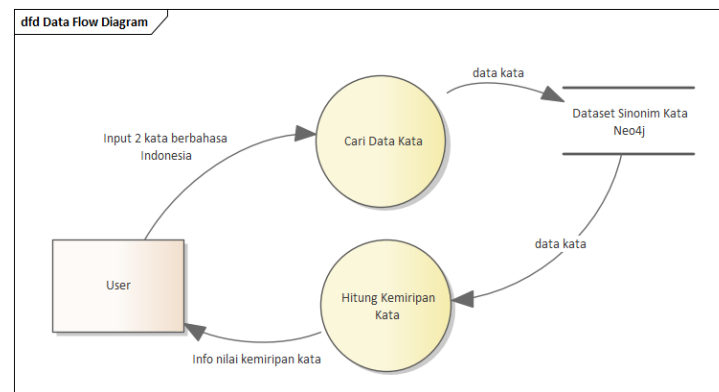 dfd Data Flow Diagram
data kata
Input 2 kata berbahasa
Indonesia
Cari Data Kata
Dataset Sinonim Kata
Neo4j
data kata
User
Hitung Kemiripan
Kata
Info nilai kemiripan kata